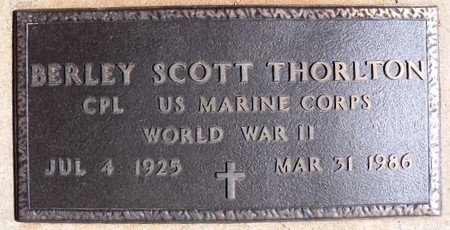 BERLEY SCOTT THORLTON
CPL US MARINE CORPS
WORLD WAR II
JUL 4 1925 MAR 31 1986